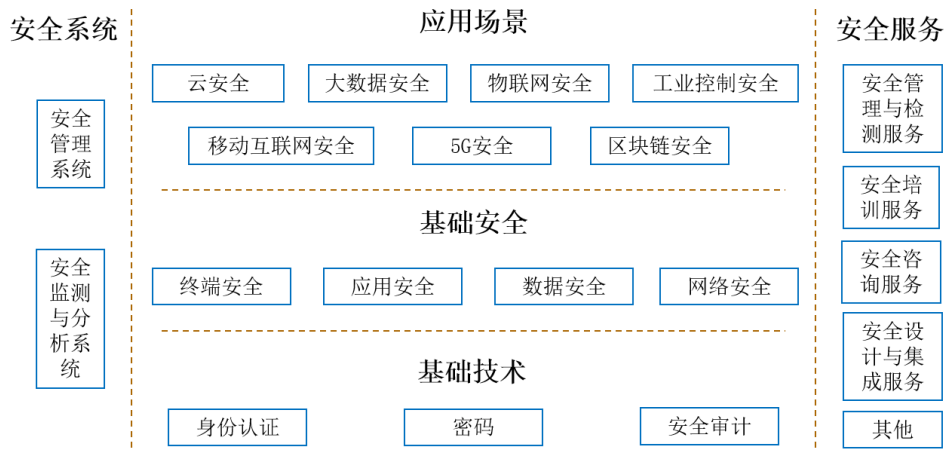 安全系统
安全
管理
系统
安全
监测
与分
析系
统
应用场景
云安全
大数据安全
物联网安全
工业控制安全
移动互联网安全
5G安全
区块链安全
基础安全
终端安全
应用安全
数据安全
网络安全
基础技术
身份认证
密码
安全审计
安全服务
安全管
理与检
测服务
安全培
训服务
安全咨
询服务
安全设
计与集
成服务
其他